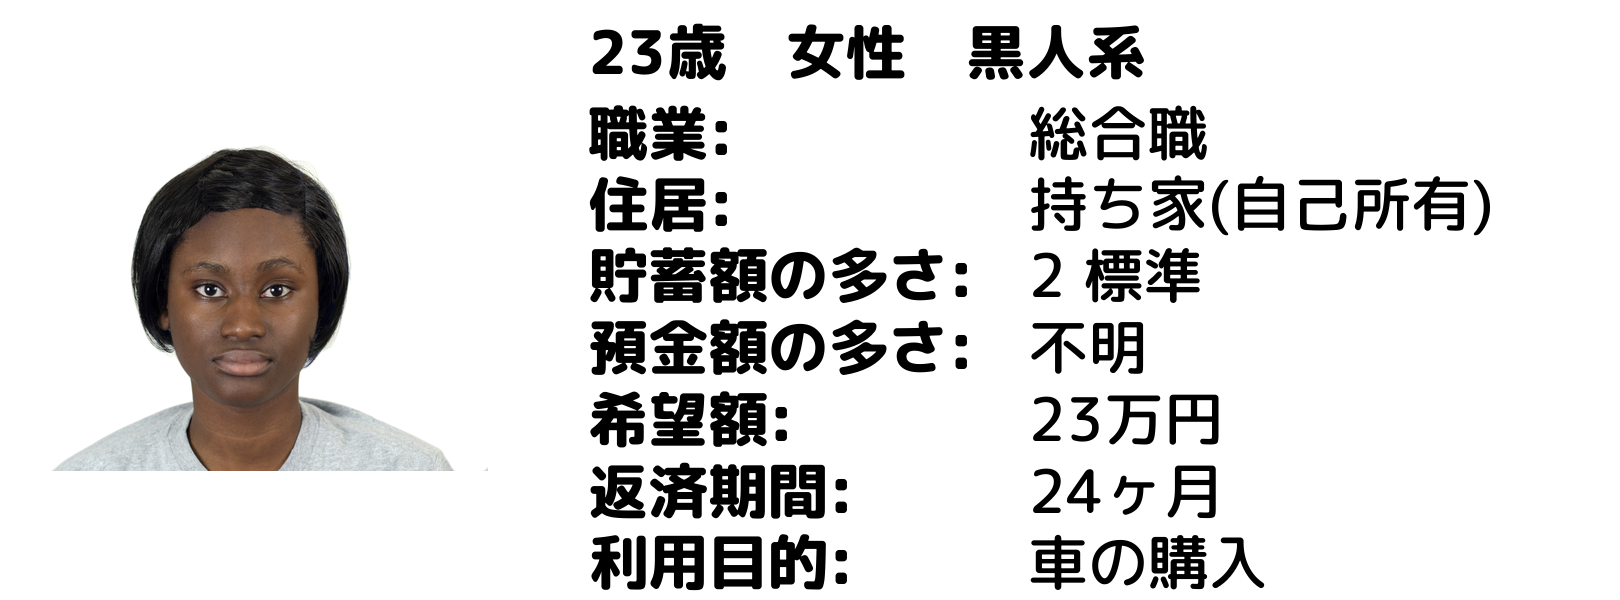 23歳　女性　黒人系
職業:　総合職
住居:　持ち家(自己所有)
貯蓄額の多さ:　2 標準
預金額の多さ:　不明
希望額:　23万円
返済期間:　24ヶ月
利用目的:　車の購入